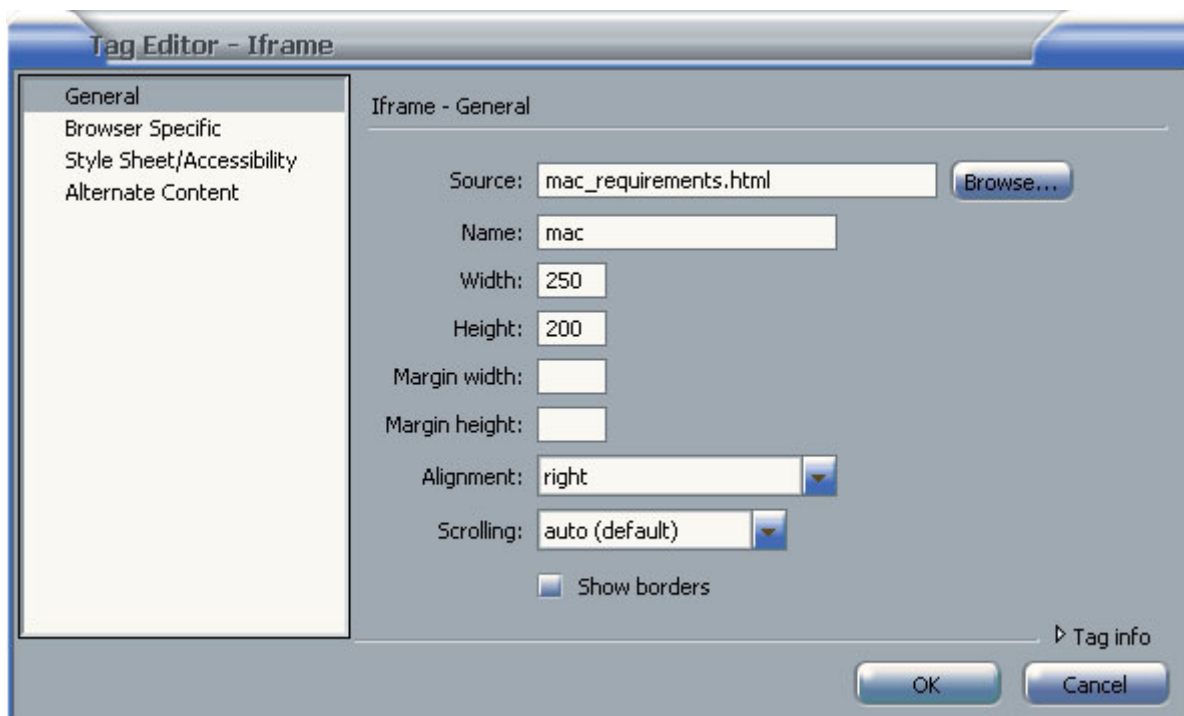 Tag Editor - Iframe
General
Browser Specific
Style Sheet/Accessibility
Alternate Content
Iframe - General
Source: mac_requirements.html Browse...
Name: mac
Width: 250
Height: 200
Margin width:
Margin height:
Alignment: right
Scrolling: auto (default)
Show borders
Tag info
OK Cancel